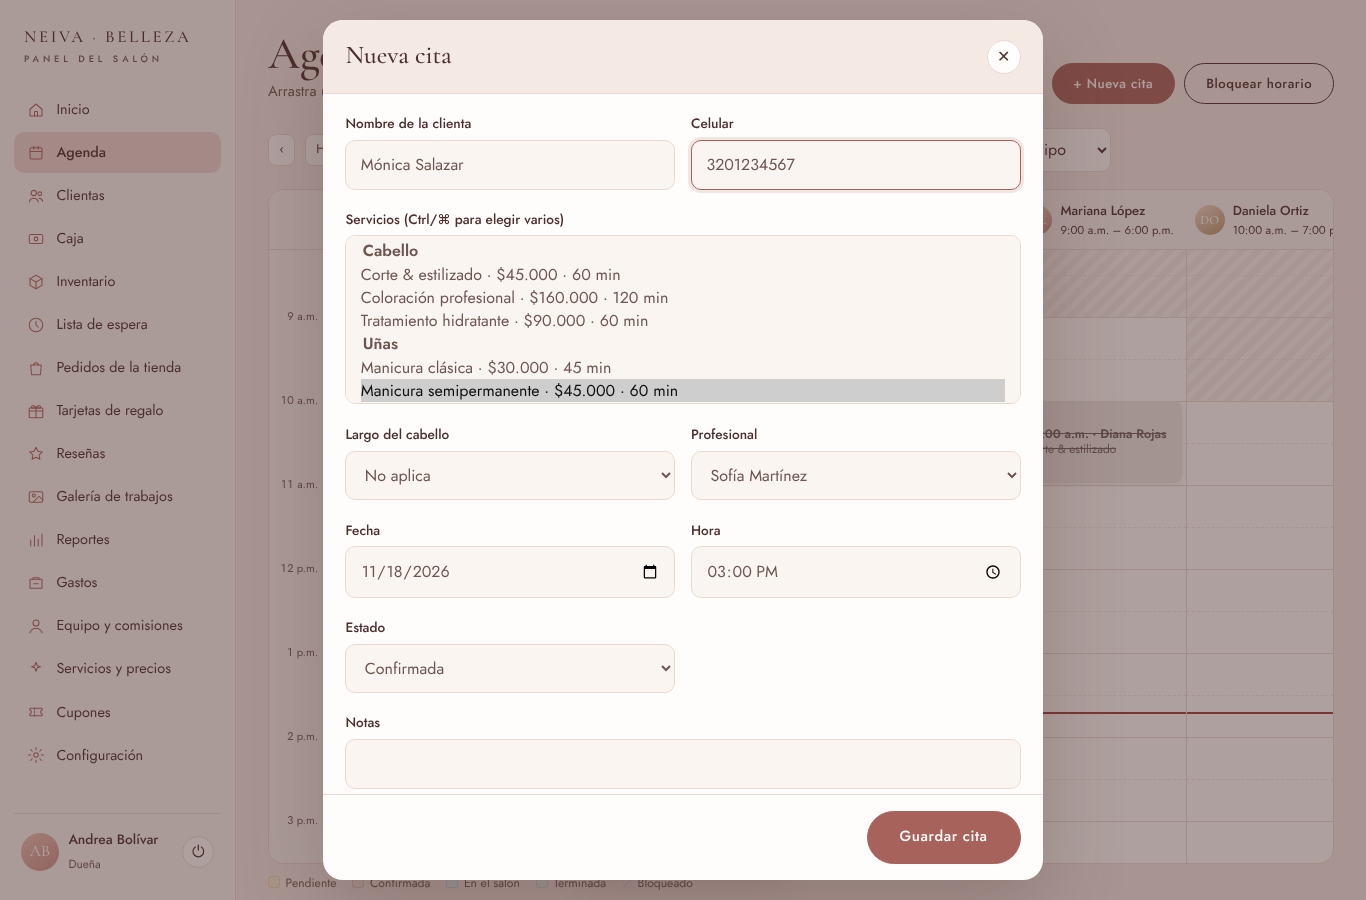 NEIVA · BELLEZA
PANEL DEL SALÓN
Inicio
Agenda
Clientas
Caja
Inventario
Lista de espera
Pedidos de la tienda
Tarjetas de regalo
Reseñas
Galería de trabajos
Reportes
Gastos
Equipo y comisiones
Servicios y precios
Cupones
Configuración
AB
Andrea Bolívar
Dueña
Arrastra
+ Nueva cita
Bloquear horario
‹
Mariana López
9:00 a.m. – 6:00 p.m.
DO
Daniela Ortiz
10:00 a.m. – 7:00 p
9 a.m.
10 a.m.
11 a.m.
12 p.m.
1 p.m.
2 p.m.
3 p.m.
:00 a.m. · Diana Rojas
te & estilizado
Pendiente
Confirmada
En el salón
Terminada
Bloqueado
Nueva cita
✕
Nombre de la clienta
Mónica Salazar
Celular
3201234567
Servicios (Ctrl/⌘ para elegir varios)
Cabello
Corte & estilizado · $45.000 · 60 min
Coloración profesional · $160.000 · 120 min
Tratamiento hidratante · $90.000 · 60 min
Uñas
Manicura clásica · $30.000 · 45 min
Manicura semipermanente · $45.000 · 60 min
Largo del cabello
No aplica
Profesional
Sofía Martínez
Fecha
11/18/2026
Hora
03:00 PM
Estado
Confirmada
Notas
Guardar cita